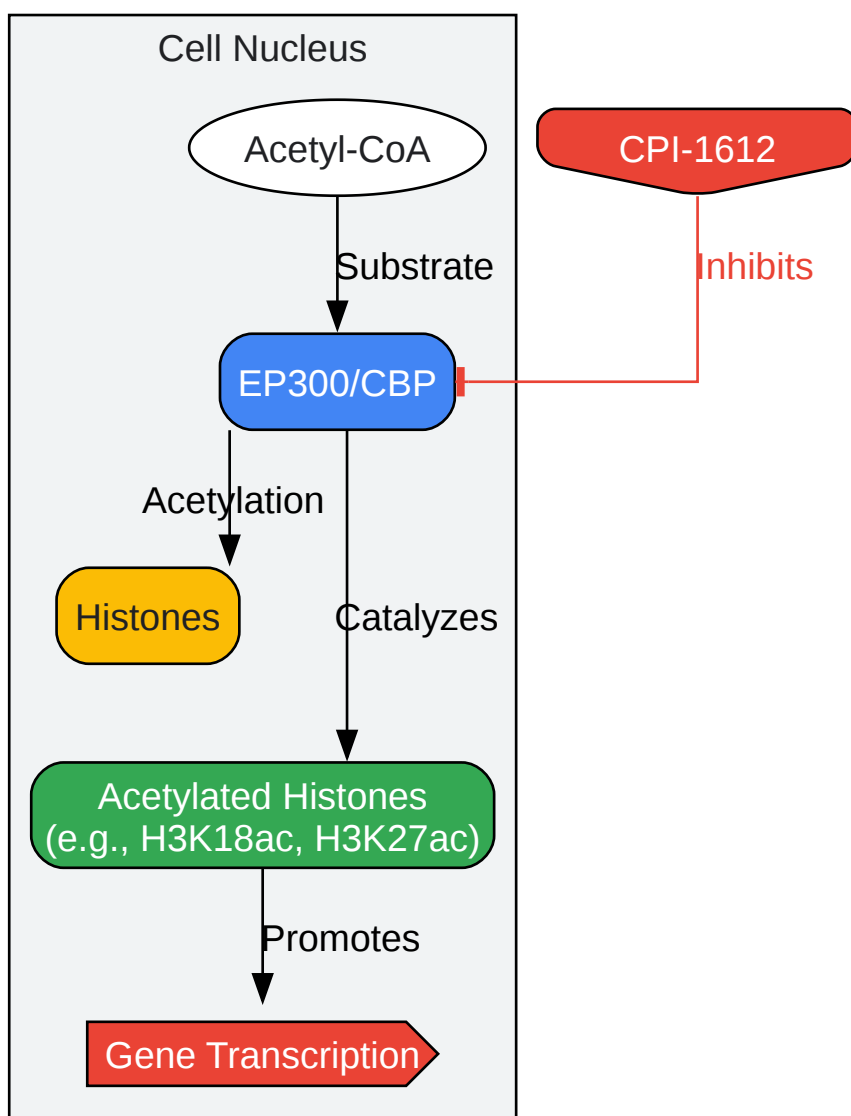 Cell Nucleus
Acetyl-CoA
CPI-1612
Substrate
Inhibits
EP300/CBP
Acetylation
Histones
Catalyzes
Acetylated Histones
(e.g., H3K18ac, H3K27ac)
Promotes
Gene Transcription